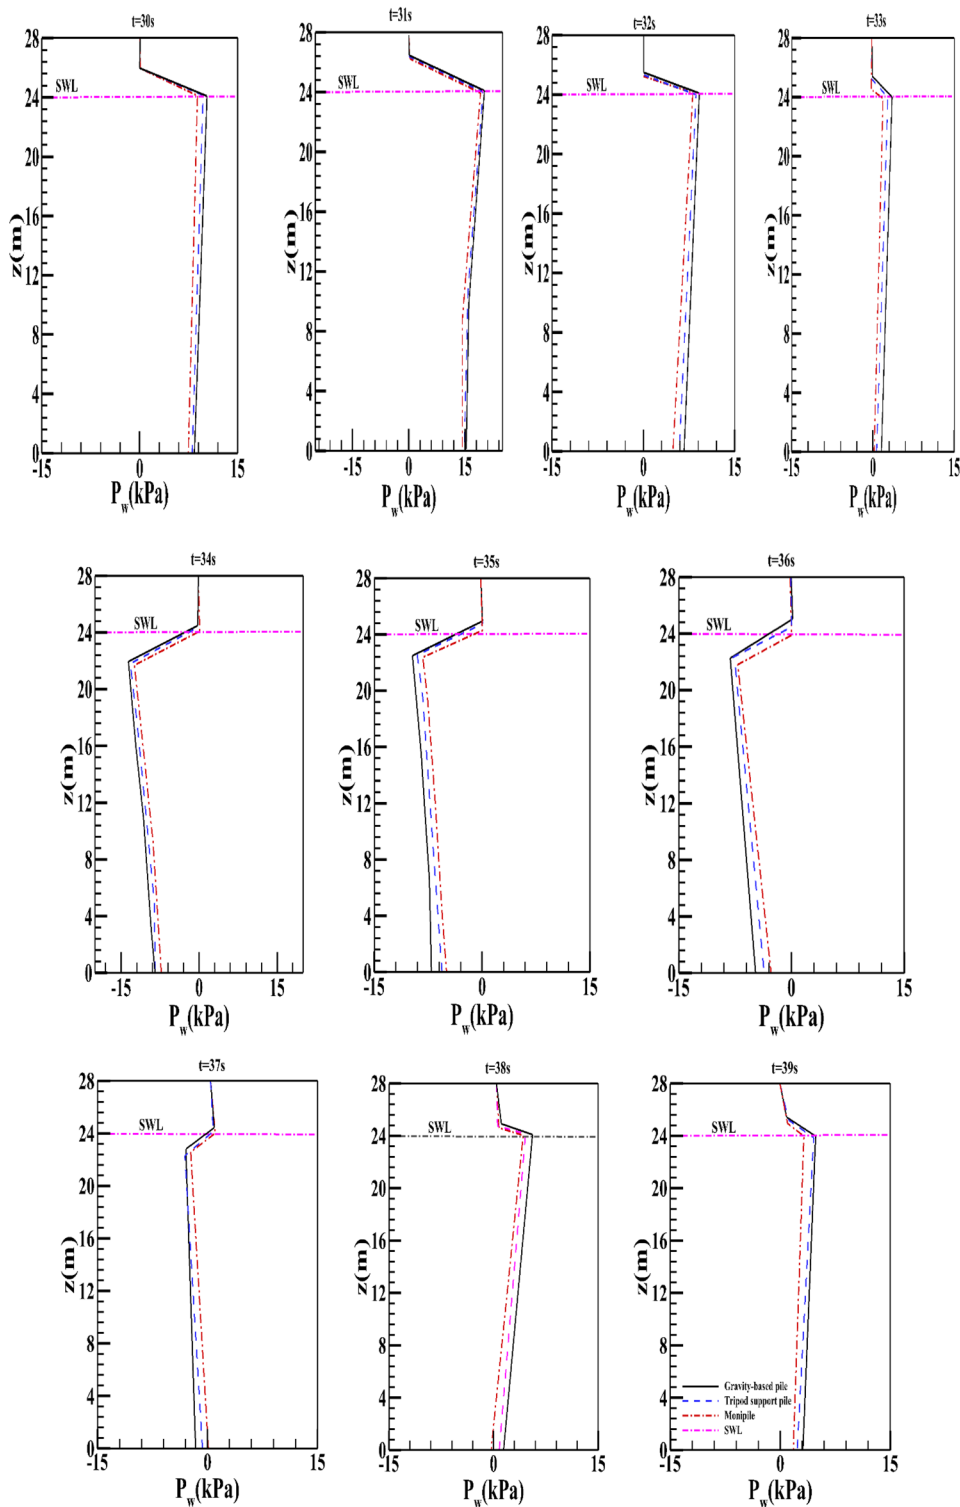 t=30s
t=31s
t=32s
t=33s
28
24
20
16
12
8
4
0
SWL
z(m)
-15
0
15
P_w(kPa)
28
24
20
16
12
8
4
0
SWL
z(m)
-15
0
15
P_w(kPa)
28
24
20
16
12
8
4
0
SWL
z(m)
-15
0
15
P_w(kPa)
28
24
20
16
12
8
4
0
SWL
z(m)
-15
0
15
P_w(kPa)
t=34s
t=35s
t=36s
28
24
20
16
12
8
4
0
SWL
z(m)
-15
0
15
P_w(kPa)
28
24
20
16
12
8
4
0
SWL
z(m)
-15
0
15
P_w(kPa)
28
24
20
16
12
8
4
0
SWL
z(m)
-15
0
15
P_w(kPa)
t=37s
t=38s
t=39s
28
24
20
16
12
8
4
0
SWL
z(m)
-15
0
15
P_w(kPa)
28
24
20
16
12
8
4
0
SWL
z(m)
-15
0
15
P_w(kPa)
28
24
20
16
12
8
4
0
SWL
z(m)
-15
0
15
P_w(kPa)
Gravity-based pile
Tripod support pile
Monipile
SWL